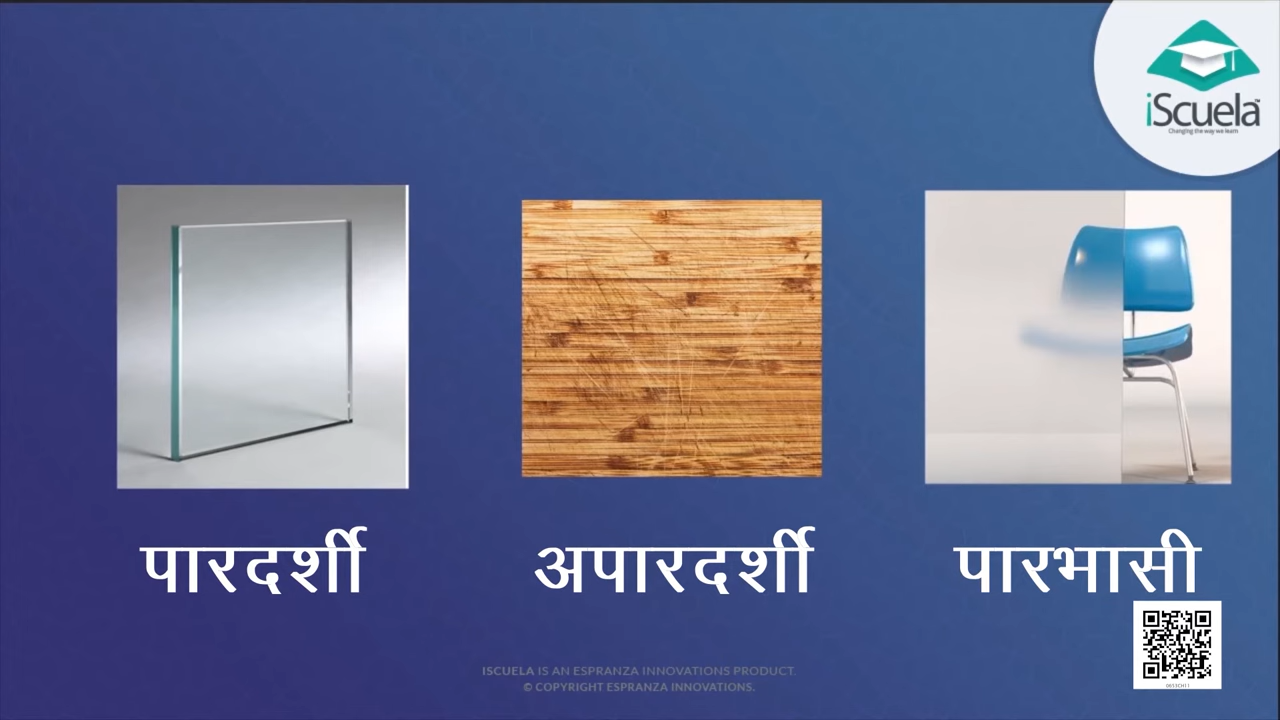 iScuela
Changing the way we learn
पारदर्शी
अपारदर्शी
पारभासी
ISCUELA IS AN ESPRANZA INNOVATIONS PRODUCT.
© COPYRIGHT ESPRANZA INNOVATIONS.